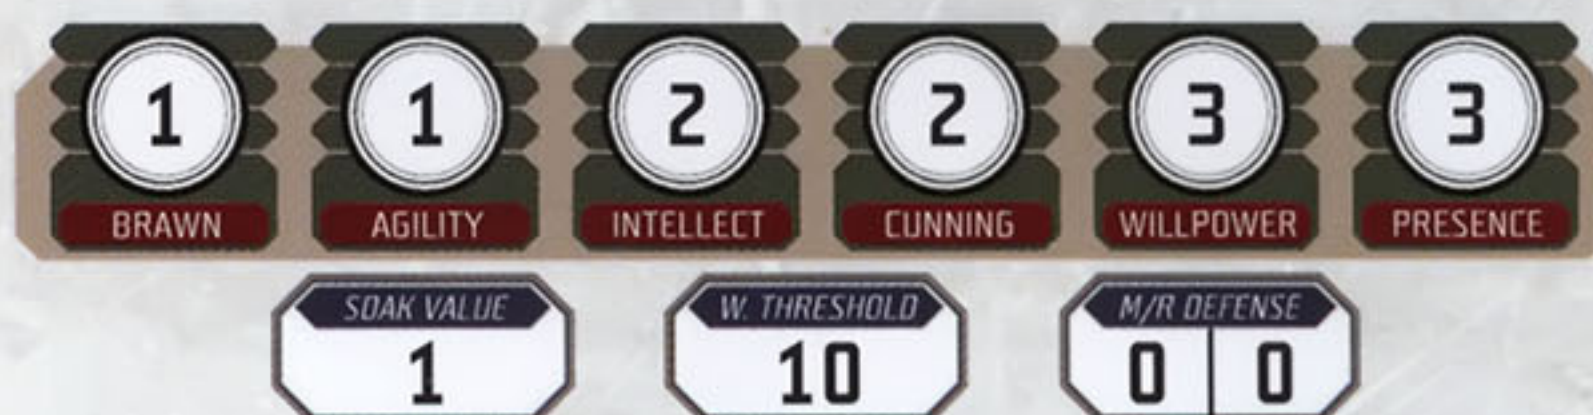 1 1 2 2 3 3
BRAWN AGILITY INTELLECT CUNNING WILLPOWER PRESENCE
SOAK VALUE W. THRESHOLD M/R DEFENSE
1 10 0 0